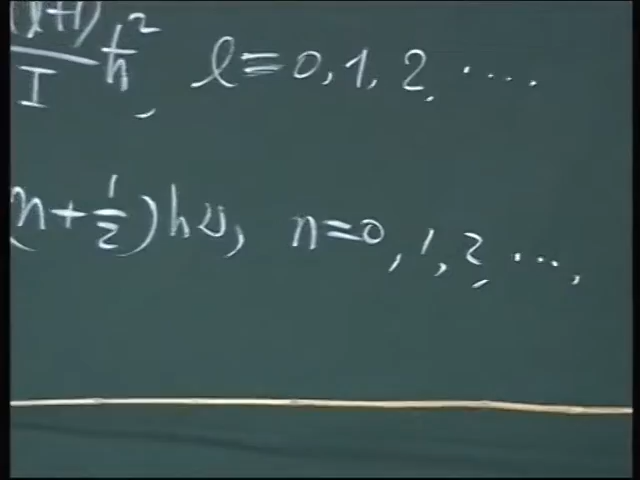 (l+1)/I ħ², l = 0, 1, 2, ....
(n + 1/2) hν, n = 0, 1, 2 ...,